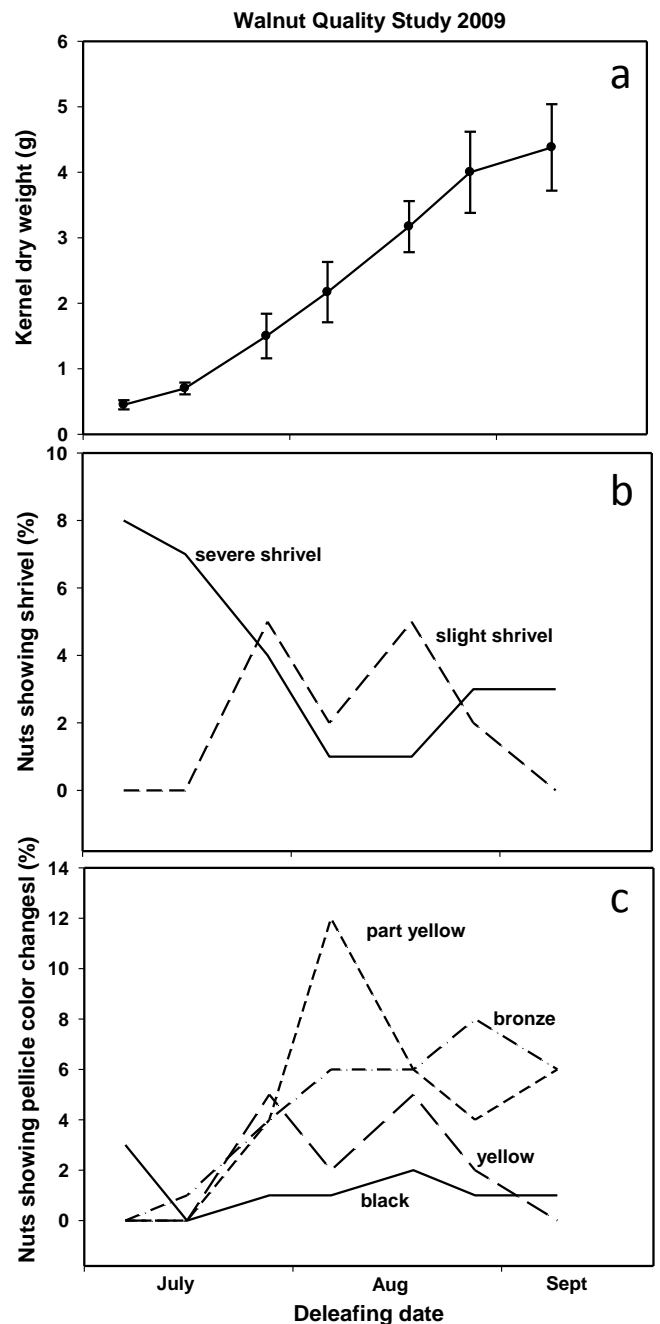 Walnut Quality Study 2009
a
Kernel dry weight (g)
6
5
4
3
2
1
0
b
Nuts showing shrivel (%)
10
8
6
4
2
0
severe shrivel
slight shrivel
c
Nuts showing pellicle color changesl (%)
14
12
10
8
6
4
2
0
part yellow
bronze
yellow
black
July Aug Sept
Deleafing date